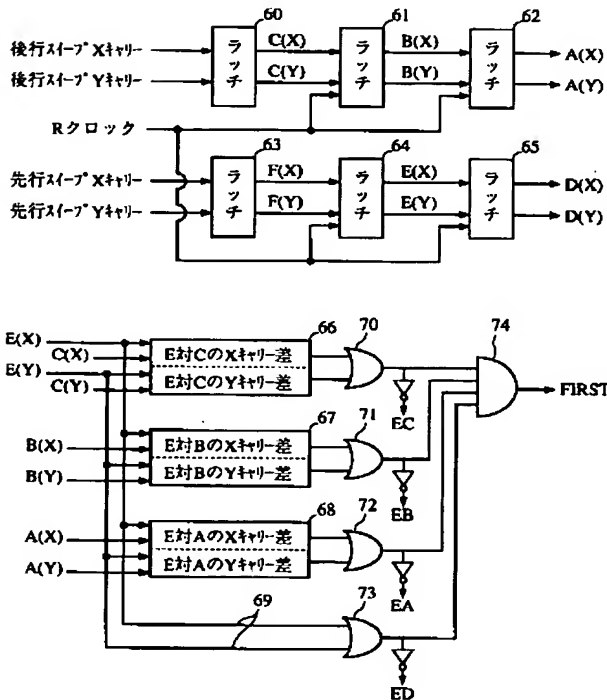 60
61
62
後行スイープXキャリー
C(X)
B(X)
A(X)
後行スイープYキャリー
C(Y)
B(Y)
A(Y)
ラッチ
ラッチ
ラッチ
Rクロック
63
64
65
先行スイープXキャリー
F(X)
E(X)
D(X)
先行スイープYキャリー
F(Y)
E(Y)
D(Y)
ラッチ
ラッチ
ラッチ
E(X)
C(X)
E(Y)
C(Y)
66
E対CのXキャリー差
E対CのYキャリー差
70
EC
74
FIRST
B(X)
B(Y)
67
E対BのXキャリー差
E対BのYキャリー差
71
EB
A(X)
A(Y)
68
E対AのXキャリー差
E対AのYキャリー差
72
EA
69
73
ED